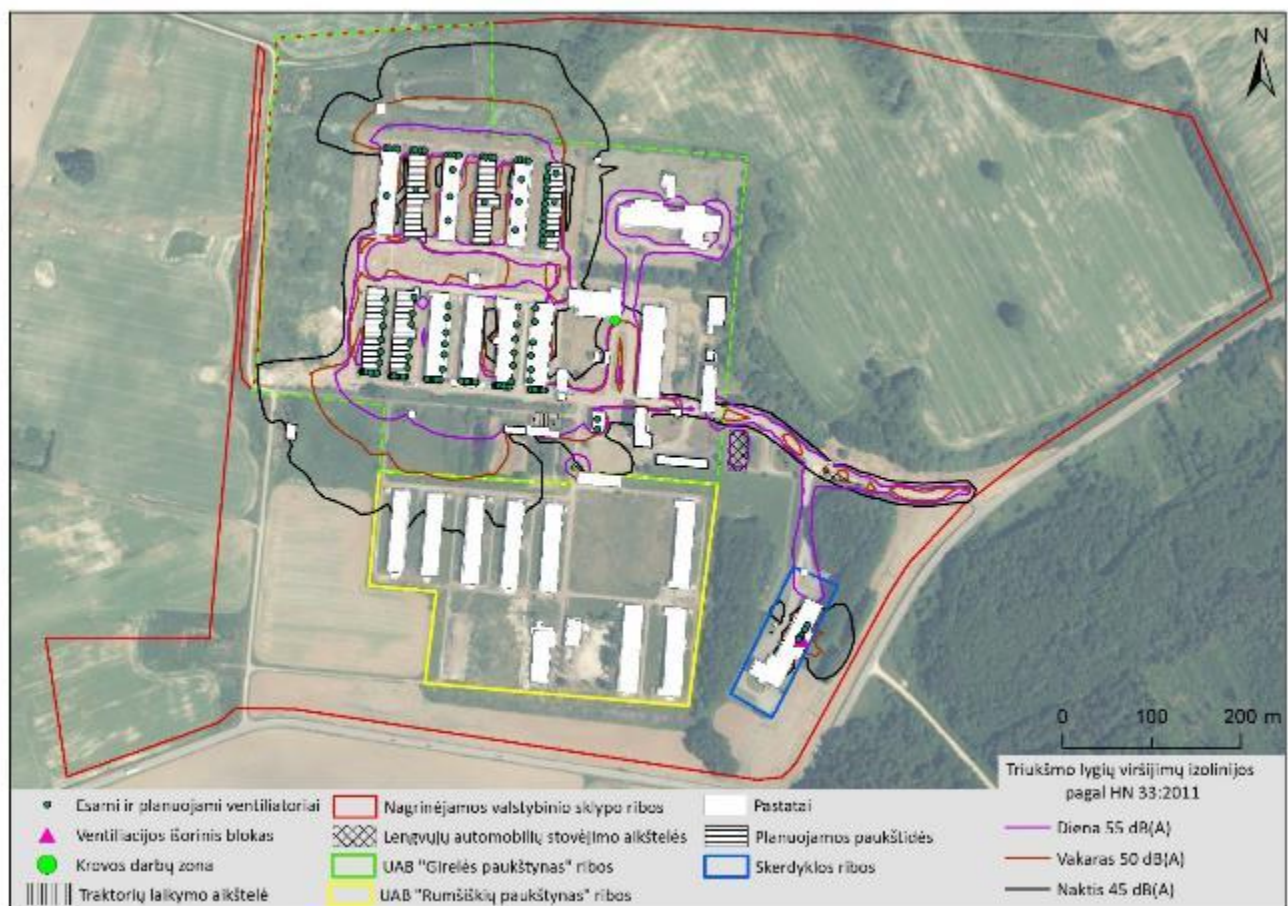 N
0 100 200 m
Triukšmo lygių viršijimų izolinijos
pagal HN 33:2011
Diena 55 dB(A)
Vakaras 50 dB(A)
Naktis 45 dB(A)
Esami ir planuojami ventiliatoriai
Ventiliacijos išorinis blokas
Krovos darbų zona
Traktorių laikymo aikštelė
Nagrinėjamos valstybinio sklypo ribos
Lengvųjų automobilių stovėjimo aikštelės
UAB "Girelės paukštynas" ribos
UAB "Rumšiškių paukštynas" ribos
Pastatai
Planuojamos paukštidės
Skerdyklos ribos